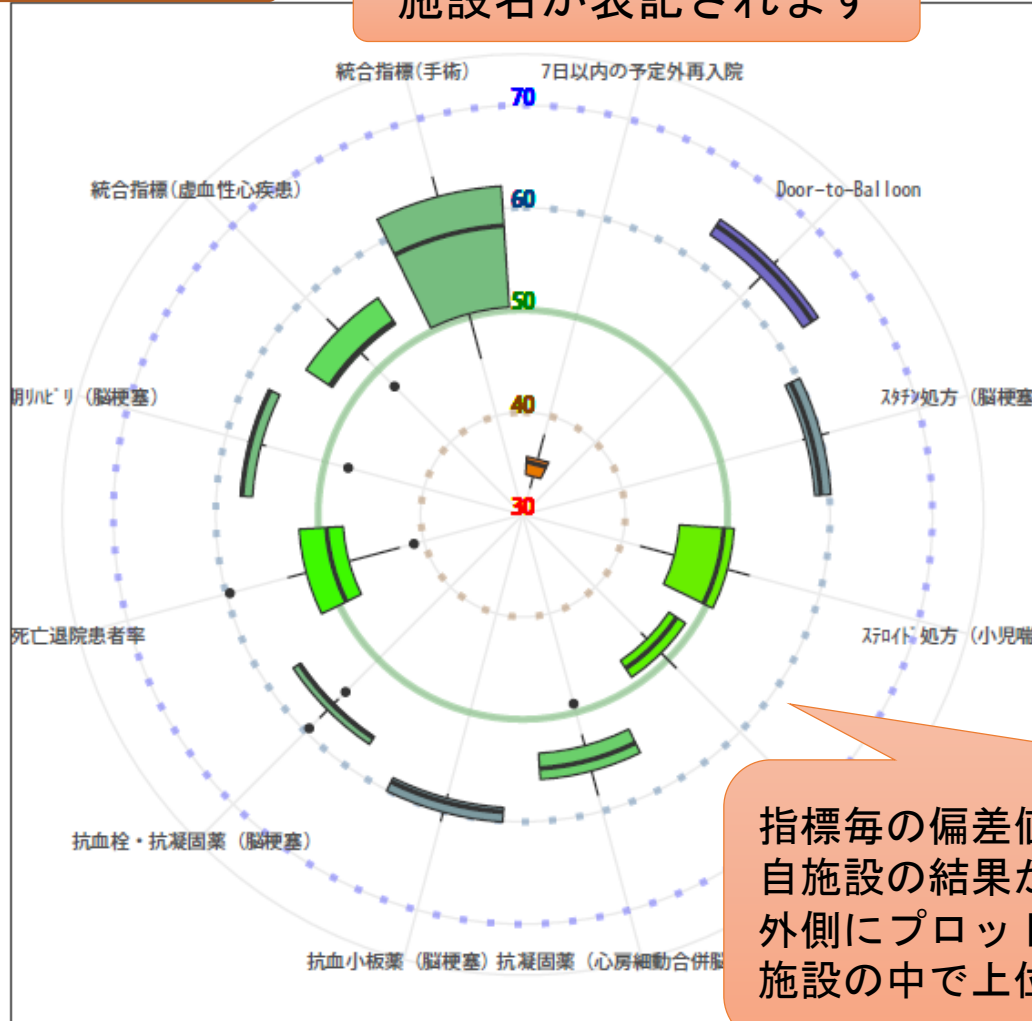 施設名が表記されます
統合指標(手術)
7日以内の予定外再入院
70
統合指標(虚血性心疾患)
60
Door-to-Balloon
50
期ﾘﾊﾋﾞﾘ (脳梗塞)
40
ｽﾀﾁﾝ処方 (脳梗塞
30
死亡退院患者率
ｽﾃﾛｲﾄﾞ処方 (小児喘
抗血栓・抗凝固薬 (脳梗塞)
抗血小板薬 (脳梗塞)
抗凝固薬 (心房細動合併脳
指標毎の偏差値
自施設の結果が
外側にプロット
施設の中で上位